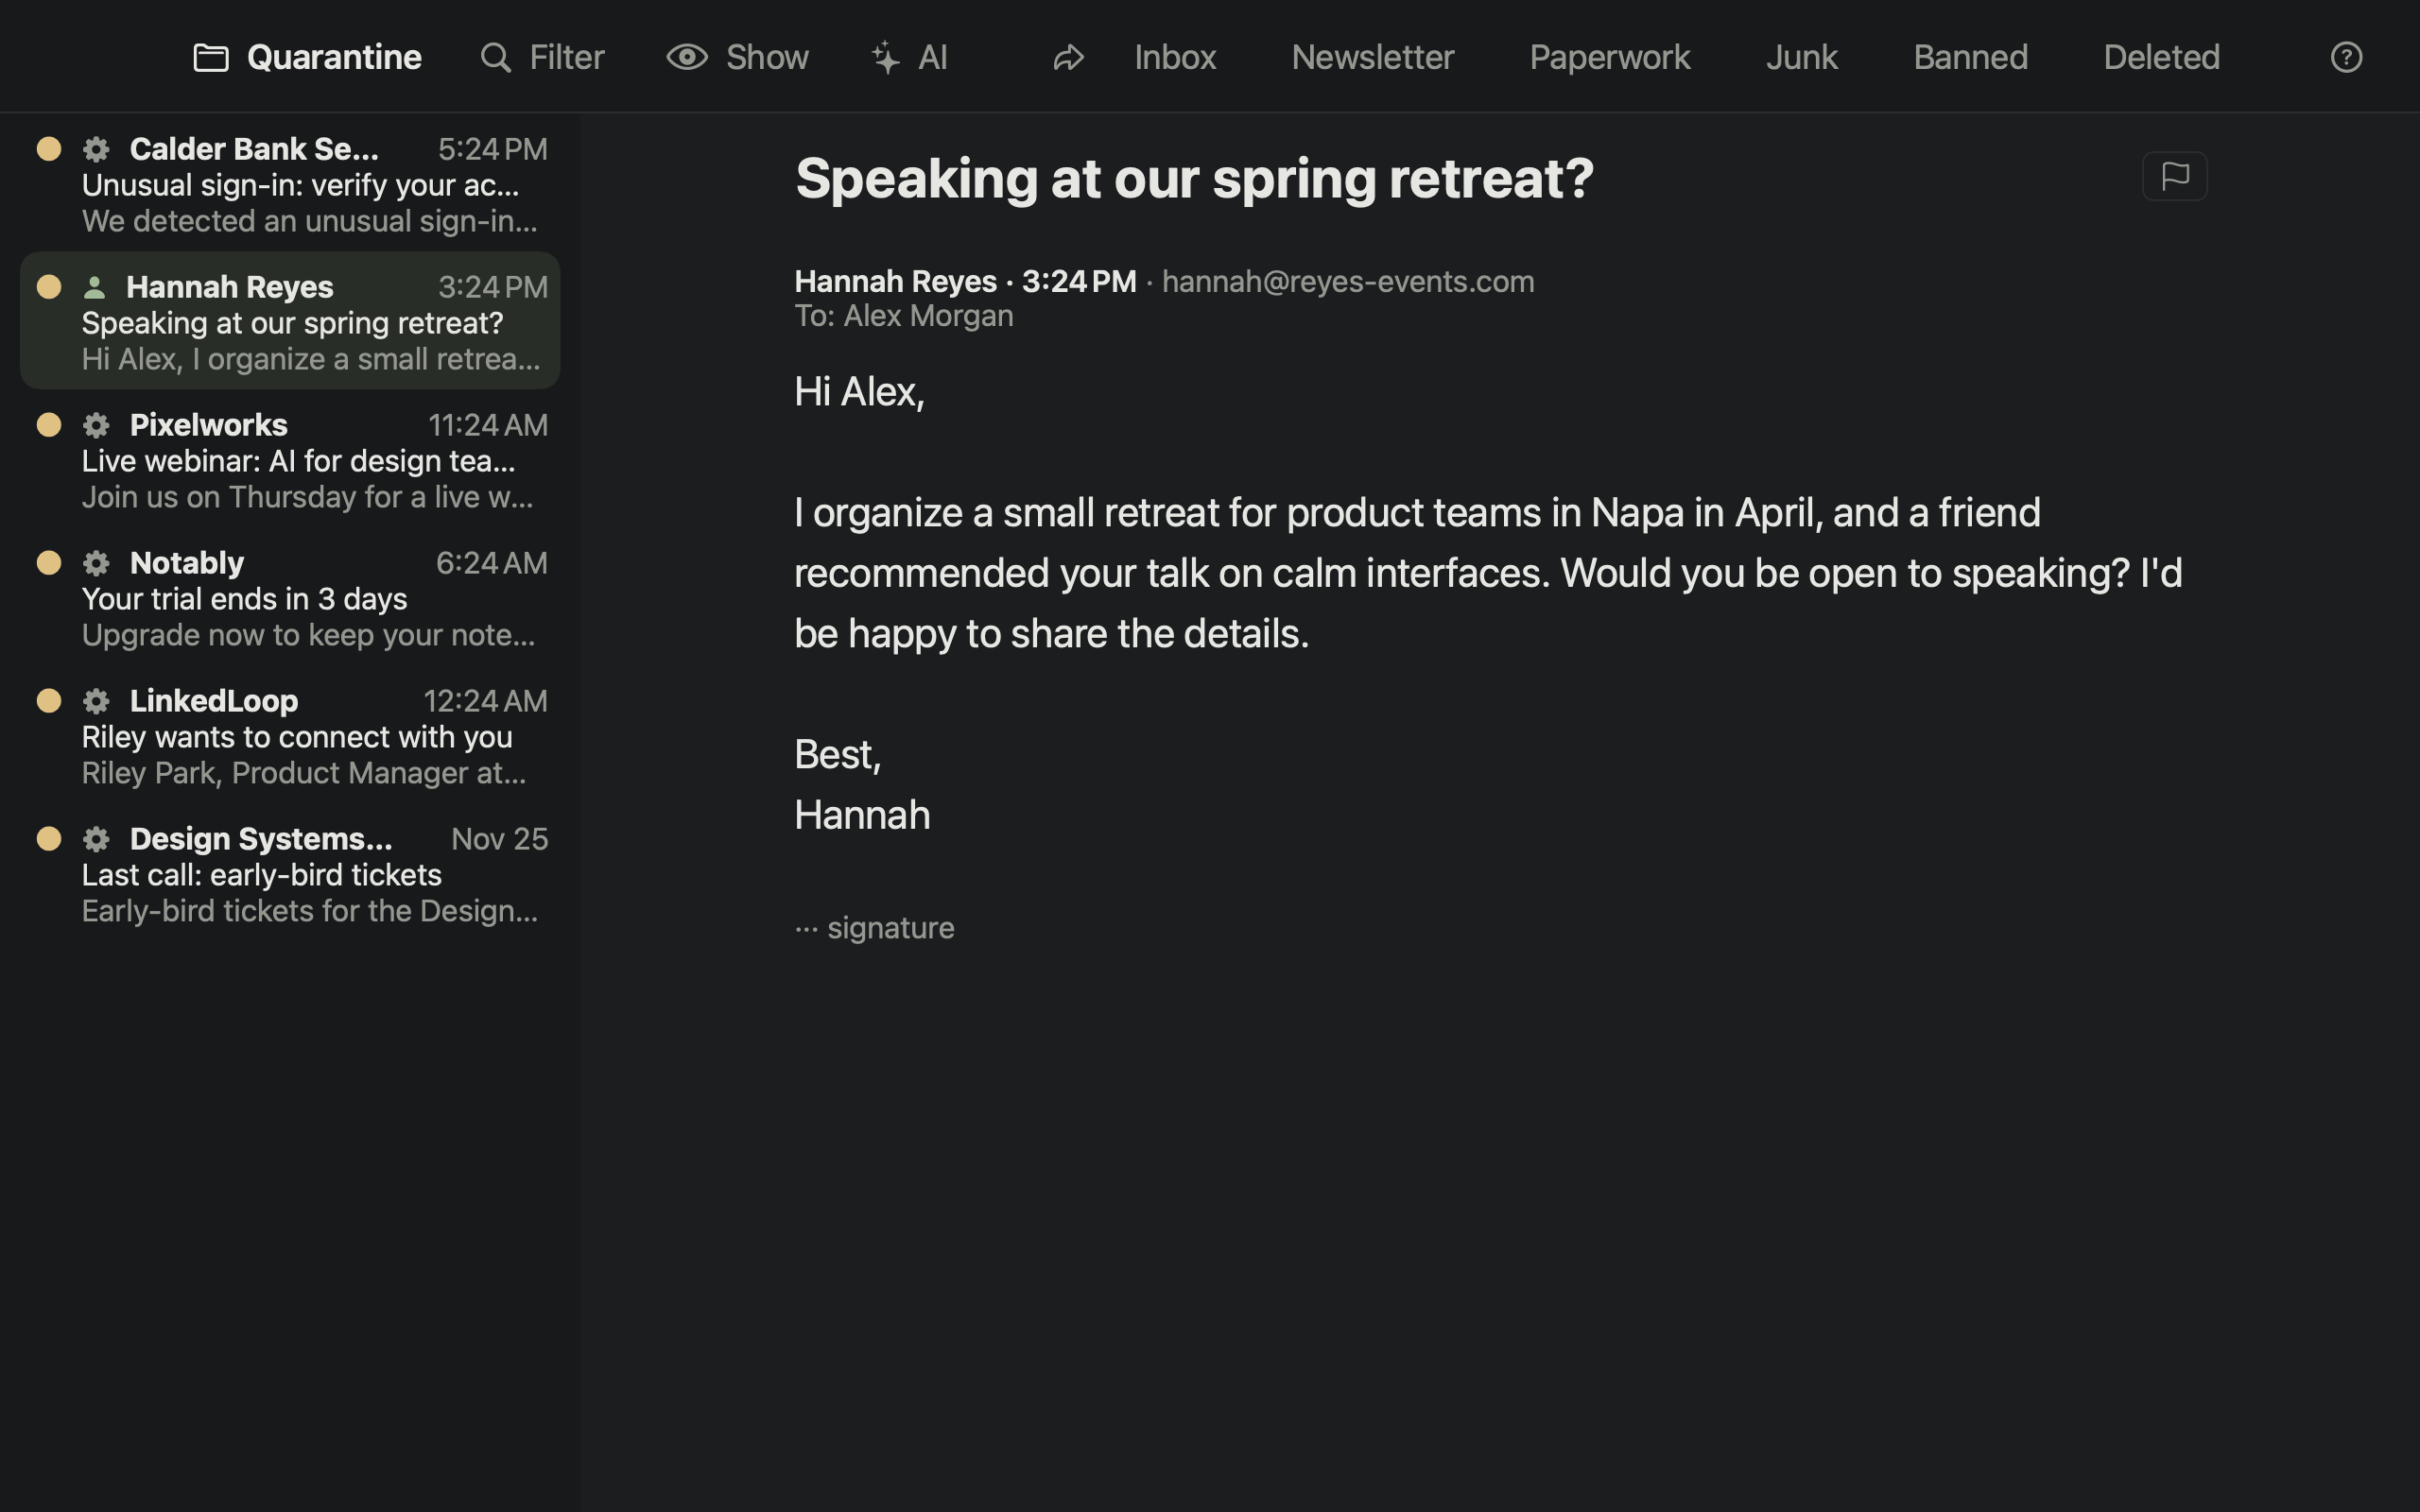 Quarantine Filter Show AI Inbox Newsletter Paperwork Junk Banned Deleted ?
Calder Bank Se... 5:24 PM
Unusual sign-in: verify your ac...
We detected an unusual sign-in...
Hannah Reyes 3:24 PM
Speaking at our spring retreat?
Hi Alex, I organize a small retrea...
Pixelworks 11:24 AM
Live webinar: AI for design tea...
Join us on Thursday for a live w...
Notably 6:24 AM
Your trial ends in 3 days
Upgrade now to keep your note...
LinkedLoop 12:24 AM
Riley wants to connect with you
Riley Park, Product Manager at...
Design Systems... Nov 25
Last call: early-bird tickets
Early-bird tickets for the Design...
Speaking at our spring retreat?
Hannah Reyes · 3:24 PM · hannah@reyes-events.com
To: Alex Morgan
Hi Alex,
I organize a small retreat for product teams in Napa in April, and a friend
recommended your talk on calm interfaces. Would you be open to speaking? I'd
be happy to share the details.
Best,
Hannah
··· signature